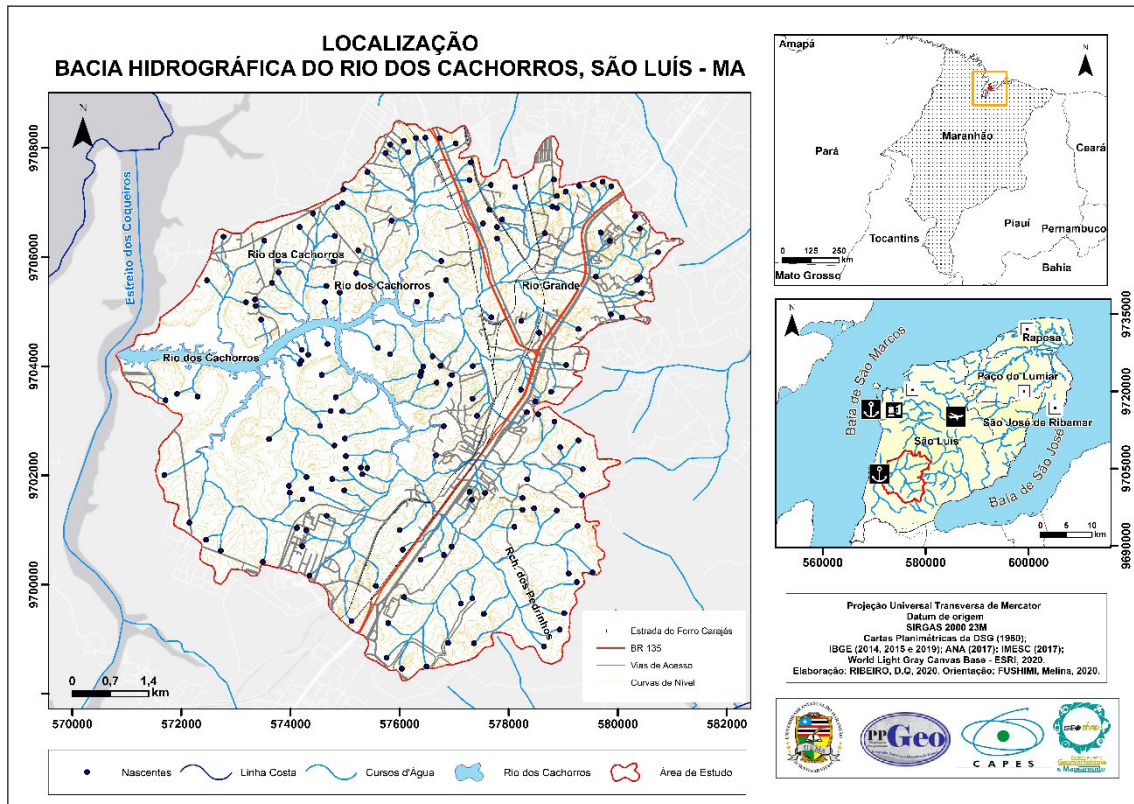 LOCALIZAÇÃO
BACIA HIDROGRÁFICA DO RIO DOS CACHORROS, SÃO LUÍS - MA
N
9708000
9706000
9704000
9702000
9700000
Estreito dos Coqueiros
Rio dos Cachorros
Rio dos Cachorros
Rio Grande
Rio dos Cachorros
Rch. dos Pedrinhos
Estrada de Ferro Carajás
BR 135
Vias de Acesso
Curvas de Nível
0 0,7 1,4
km
570000 572000 574000 576000 578000 580000 582000
Nascentes
Linha Costa
Cursos d'Água
Rio dos Cachorros
Área de Estudo
Amapá
N
Maranhão
Pará
Ceará
Piauí
Pernambuco
Tocantins
0 125 250
km
Mato Grosso
Bahia
N
9735000
9720000
9705000
9690000
Baía de São Marcos
Raposa
Paço do Lumiar
São José de Ribamar
São Luís
Baía de São José
0 5 10
km
560000 580000 600000
Projeção Universal Transversa de Mercator
Datum de origem
SIRGAS 2000 23M
Cartas Planimétricas da DSG (1980);
IBGE (2014, 2015 e 2019); ANA (2017); IMESC (2017);
World Light Gray Canvas Base - ESRI, 2020.
Elaboração: RIBEIRO, D.Q, 2020. Orientação: FUSHIMI, Melina, 2020.
UEMA
PPGeo
CAPES
GEOMAP
Geomorfologia
e Mapeamento